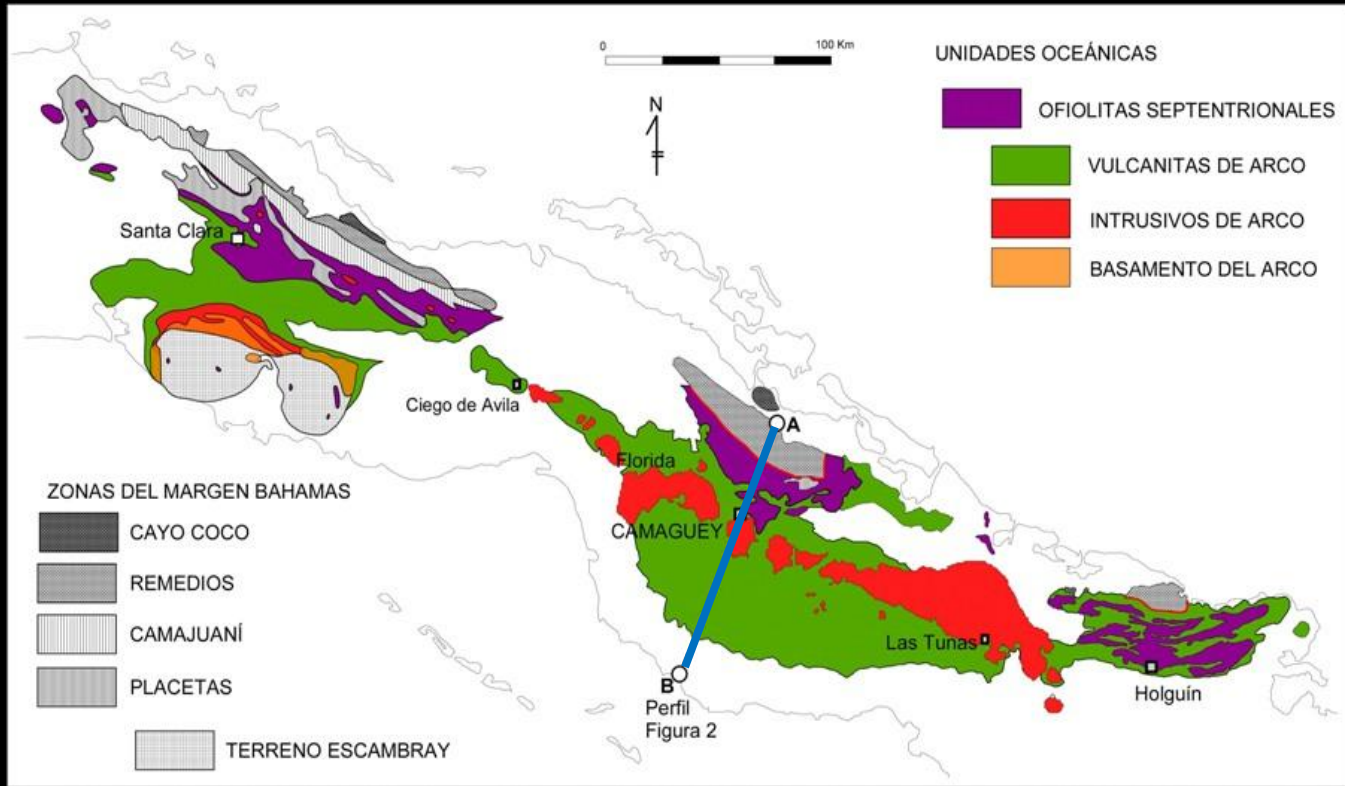 0
100 Km
N
UNIDADES OCEÁNICAS
OFIOLITAS SEPTENTRIONALES
VULCANITAS DE ARCO
INTRUSIVOS DE ARCO
BASAMENTO DEL ARCO
Santa Clara
Ciego de Avila
Florida
CAMAGUEY
A
Las Tunas
Holguín
B
Perfil
Figura 2
ZONAS DEL MARGEN BAHAMAS
CAYO COCO
REMEDIOS
CAMAJUANÍ
PLACETAS
TERRENO ESCAMBRAY